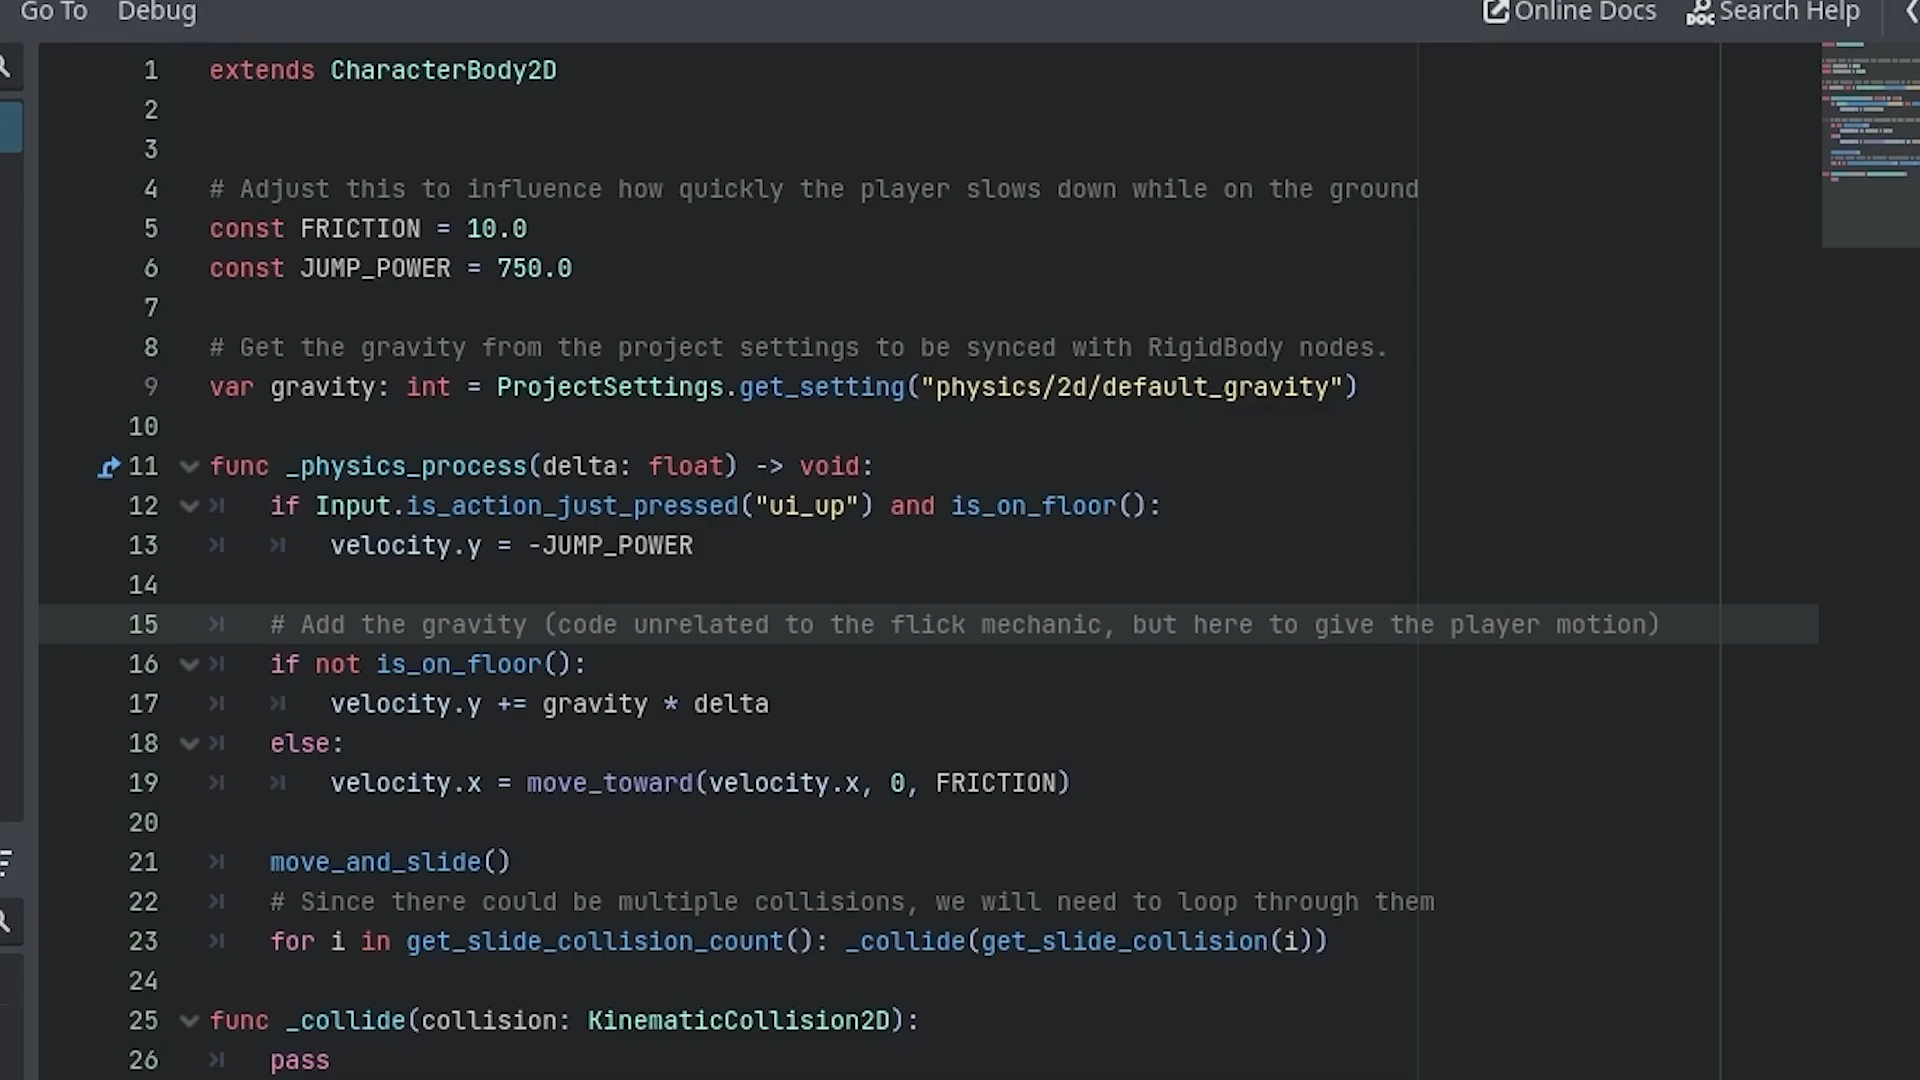 Go To Debug Online Docs Search Help
1 extends CharacterBody2D
2
3
4 # Adjust this to influence how quickly the player slows down while on the ground
5 const FRICTION = 10.0
6 const JUMP_POWER = 750.0
7
8 # Get the gravity from the project settings to be synced with RigidBody nodes.
9 var gravity: int = ProjectSettings.get_setting("physics/2d/default_gravity")
10
11 func _physics_process(delta: float) -> void:
12 if Input.is_action_just_pressed("ui_up") and is_on_floor():
13 velocity.y = -JUMP_POWER
14
15 # Add the gravity (code unrelated to the flick mechanic, but here to give the player motion)
16 if not is_on_floor():
17 velocity.y += gravity * delta
18 else:
19 velocity.x = move_toward(velocity.x, 0, FRICTION)
20
21 move_and_slide()
22 # Since there could be multiple collisions, we will need to loop through them
23 for i in get_slide_collision_count(): _collide(get_slide_collision(i))
24
25 func _collide(collision: KinematicCollision2D):
26 pass